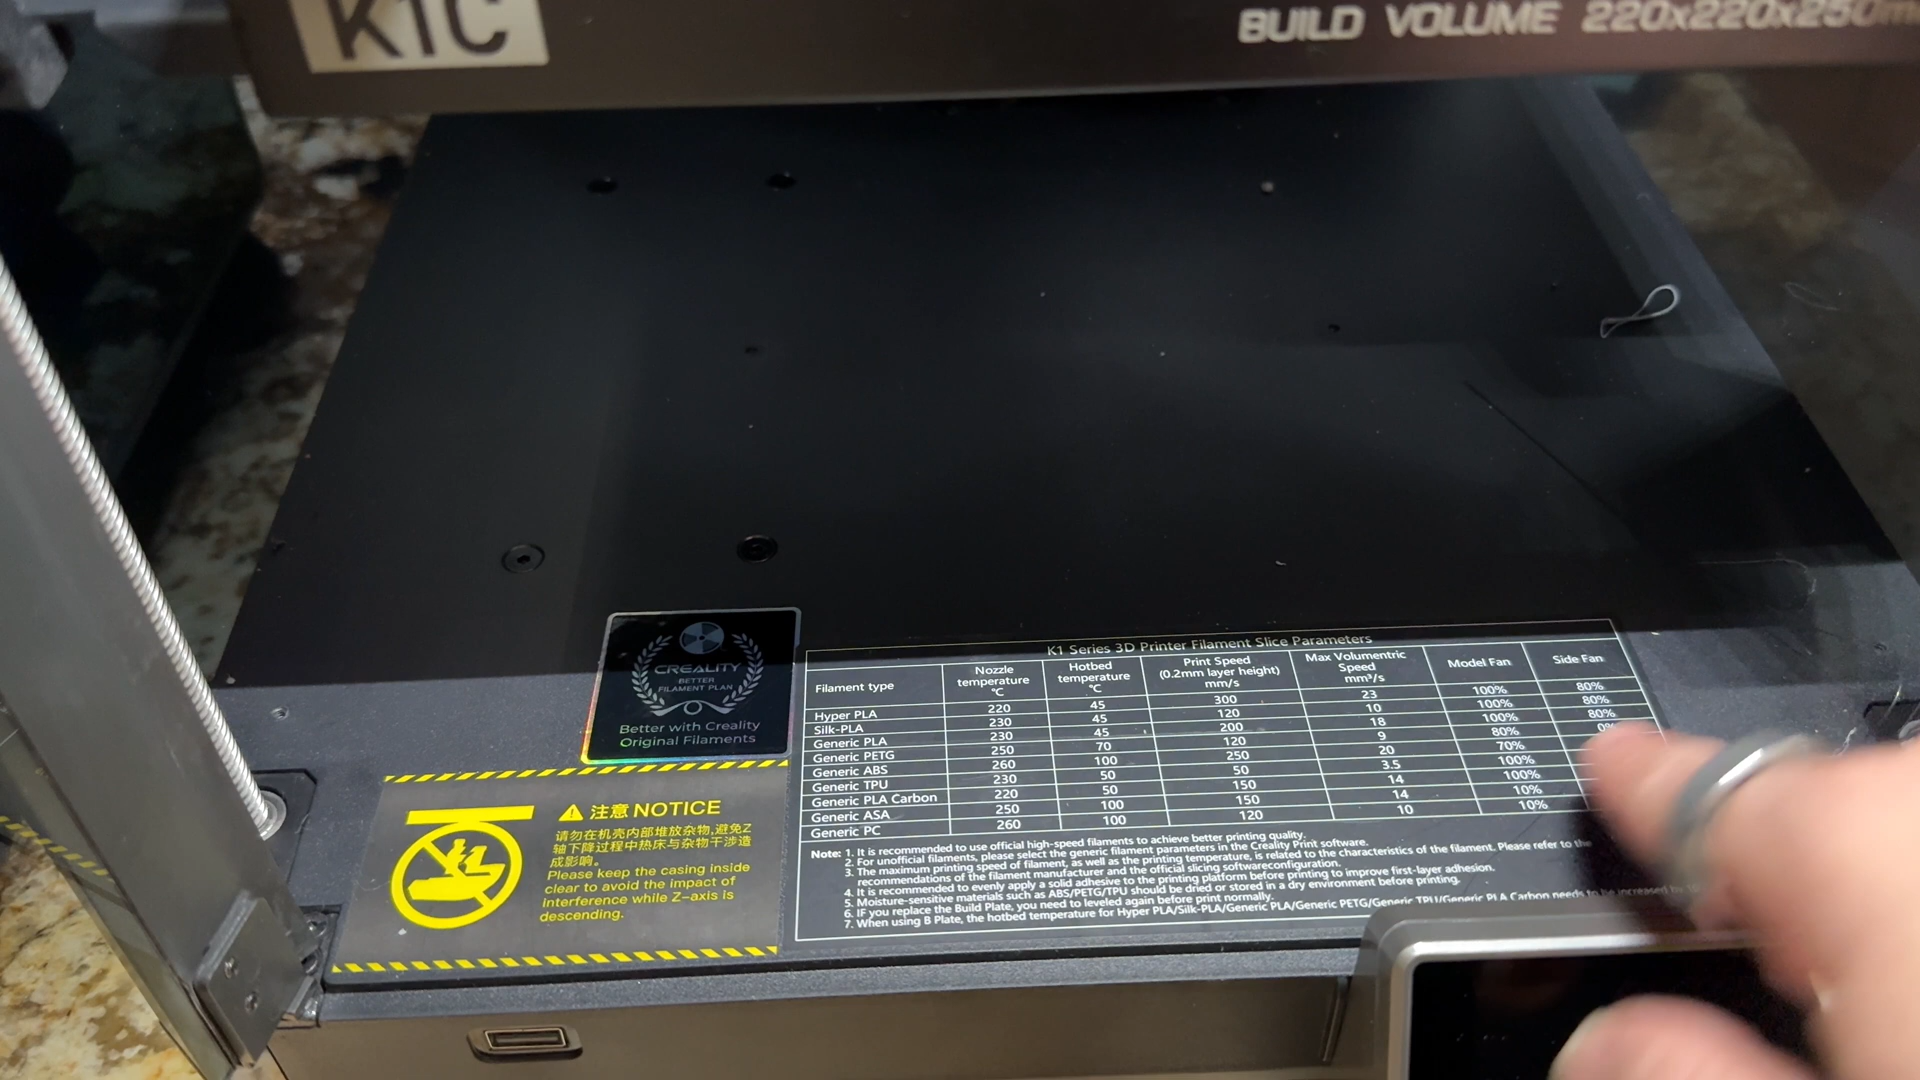 K1C
BUILD VOLUME 220x220x250m
CREALITY
BETTER
FILAMENT PLAN
Better with Creality
Original Filaments
注意 NOTICE
请勿在机壳内部堆放杂物,避免Z
轴下降过程中热床与杂物干涉造
成影响。
Please keep the casing inside
clear to avoid the impact of
interference while Z-axis is
descending.
K1 Series 3D Printer Filament Slice Parameters
Filament type Nozzle temperature °C Hotbed temperature °C Print Speed (0.2mm layer height) mm/s Max Volumentric Speed mm³/s Model Fan Side Fan
Hyper PLA 220 45 300 23 100% 80%
Silk-PLA 230 45 120 10 100% 80%
Generic PLA 230 45 200 18 100% 80%
Generic PETG 250 70 120 9 80% 0%
Generic ABS 260 100 250 20 70%
Generic TPU 230 50 50 3.5 100%
Generic PLA Carbon 220 50 150 14 100%
Generic ASA 250 100 150 14 10%
Generic PC 260 100 120 10 10%
Note: 1. It is recommended to use official high-speed filaments to achieve better printing quality.
2. For unofficial filaments, please select the generic filament parameters in the Creality Print software.
3. The maximum printing speed of filament, as well as the printing temperature, is related to the characteristics of the filament. Please refer to the
recommendations of the filament manufacturer and the official slicing softwareconfiguration.
4. It is recommended to evenly apply a solid adhesive to the printing platform before printing to improve first-layer adhesion.
5. Moisture-sensitive materials such as ABS/PETG/TPU should be dried or stored in a dry environment before printing.
6. IF you replace the Build Plate, you need to leveled again before print normally.
7. When using B Plate, the hotbed temperature for Hyper PLA/Silk-PLA/Generic PLA/Generic PETG/Generic TPU/Generic PLA Carbon needs to be increased by